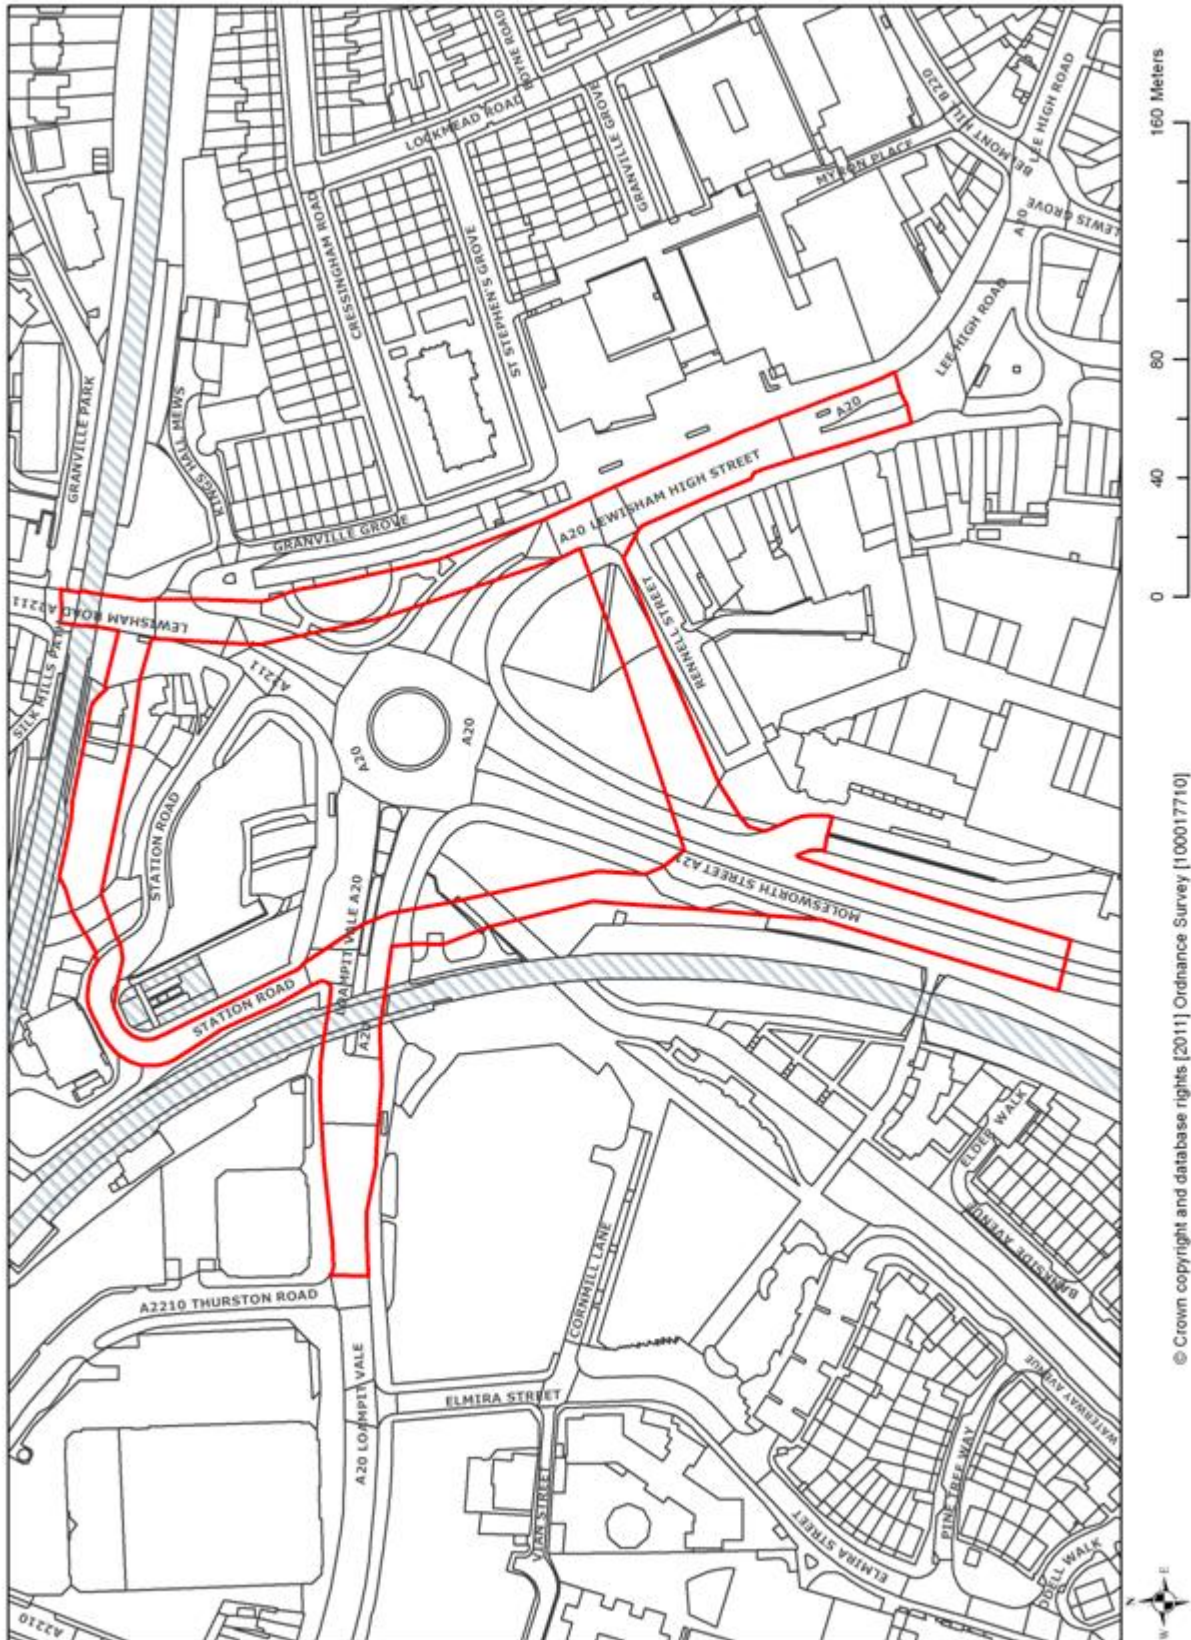 GRANVILLE PARK
SILK MILLS PA
LEWISHAM ROAD A2211
KINGS HALL MEWS
GRANVILLE GROVE
CRESSINGHAM ROAD
LOCKMEAD ROAD
BOYNE ROAD
ST STEPHEN'S GROVE
GRANVILLE GROVE
MYRON PLACE
BELMONT HILL B220
LEE HIGH ROAD
A20
LEWIS GROVE
LEE HIGH ROAD
A20
A20 LEWISHAM HIGH STREET
RENNELL STREET
A2211
A20
A20
STATION ROAD
STATION ROAD
LOAMPIT VALE A20
A20
MOLESWORTH STREET A21
A2210 THURSTON ROAD
A20 LOAMPIT VALE
A2210
ELMIRA STREET
CORNMILL LANE
VIAN STREET
ELMIRA STREET
PINE TREE WAY
DELL WALK
WATERWAY AVENUE
PARKSIDE AVENUE
ELDER WALK
0 40 80 160 Meters
© Crown copyright and database rights [2011] Ordnance Survey [100017710]
N
W E